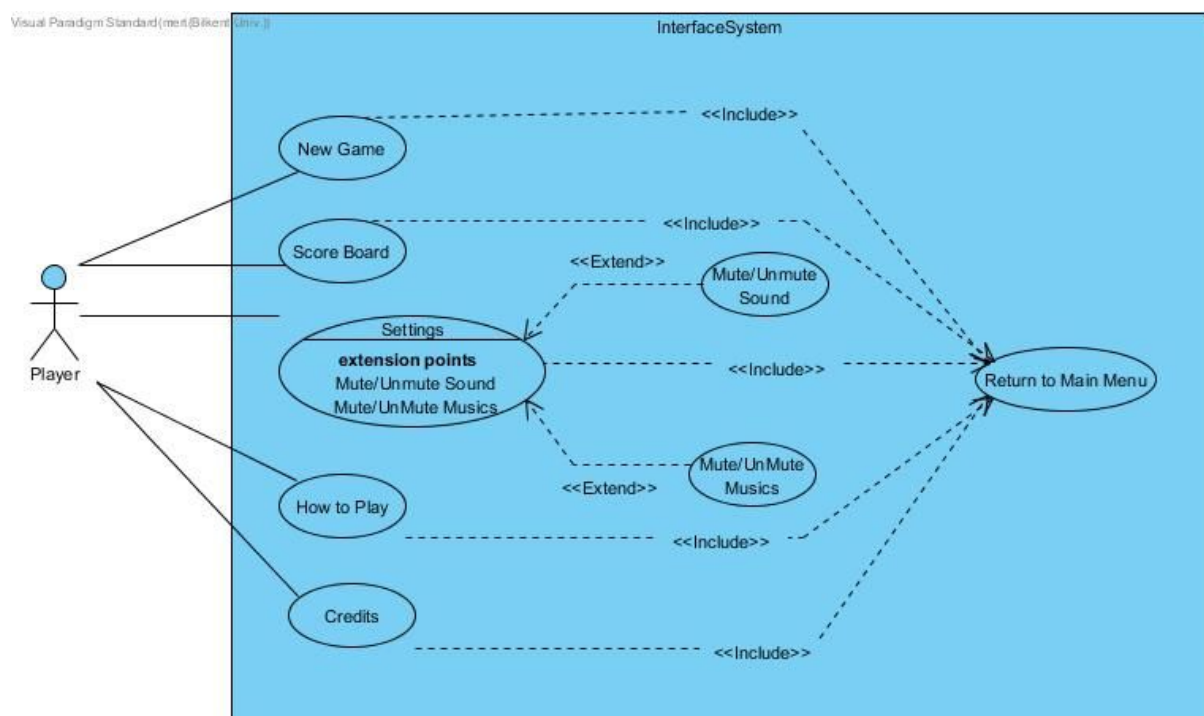 Visual Paradigm Standard(mert(Bilkent Univ.))
InterfaceSystem
<<Include>>
New Game
<<Include>>
Score Board
<<Extend>>
Mute/Unmute
Sound
Settings
extension points
Mute/Unmute Sound
Mute/UnMute Musics
<<Include>>
Return to Main Menu
Player
Mute/UnMute
Musics
<<Extend>>
How to Play
<<Include>>
Credits
<<Include>>